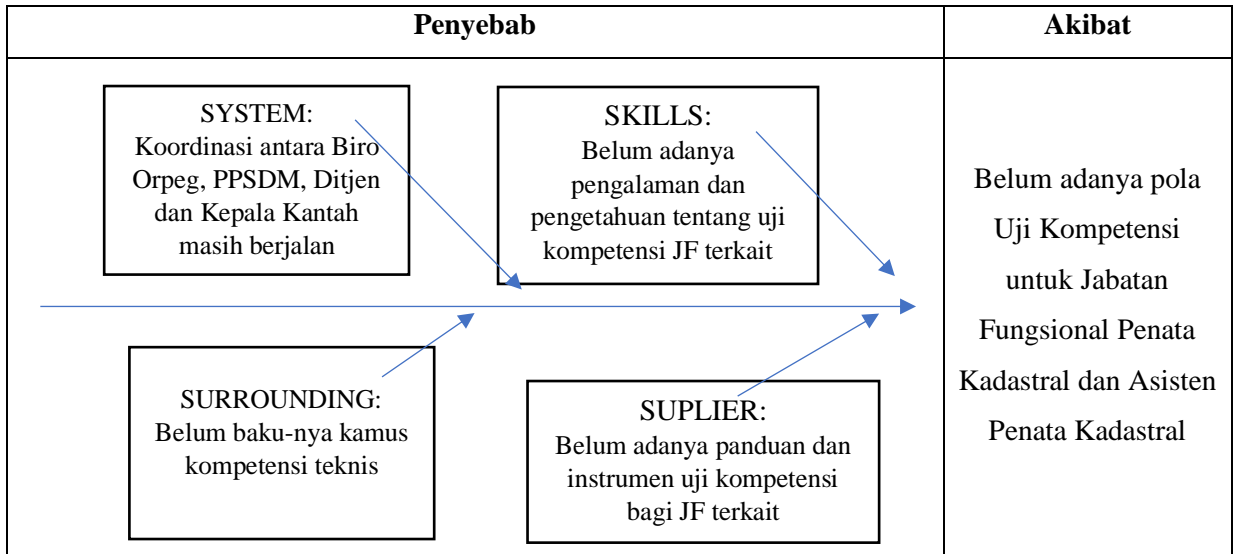 Penyebab
Akibat
SYSTEM:
Koordinasi antara Biro
Orpeg, PPSDM, Ditjen
dan Kepala Kantah
masih berjalan
SKILLS:
Belum adanya
pengalaman dan
pengetahuan tentang uji
kompetensi JF terkait
SURROUNDING:
Belum baku-nya kamus
kompetensi teknis
SUPLIER:
Belum adanya panduan dan
instrumen uji kompetensi
bagi JF terkait
Belum adanya pola
Uji Kompetensi
untuk Jabatan
Fungsional Penata
Kadastral dan Asisten
Penata Kadastral